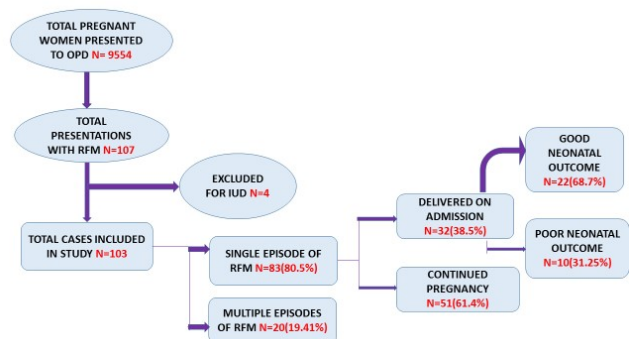 TOTAL PREGNANT
WOMEN PRESENTED
TO OPD N= 9554
TOTAL
PRESENTATIONS
WITH RFM N=107
EXCLUDED
FOR IUD N=4
TOTAL CASES INCLUDED
IN STUDY N=103
SINGLE EPISODE OF
RFM N=83(80.5%)
MULTIPLE EPISODES
OF RFM N=20(19.41%)
DELIVERED ON
ADMISSION
N=32(38.5%)
CONTINUED
PREGNANCY
N=51(61.4%)
GOOD
NEONATAL
OUTCOME
N=22(68.7%)
POOR NEONATAL
OUTCOME
N=10(31.25%)